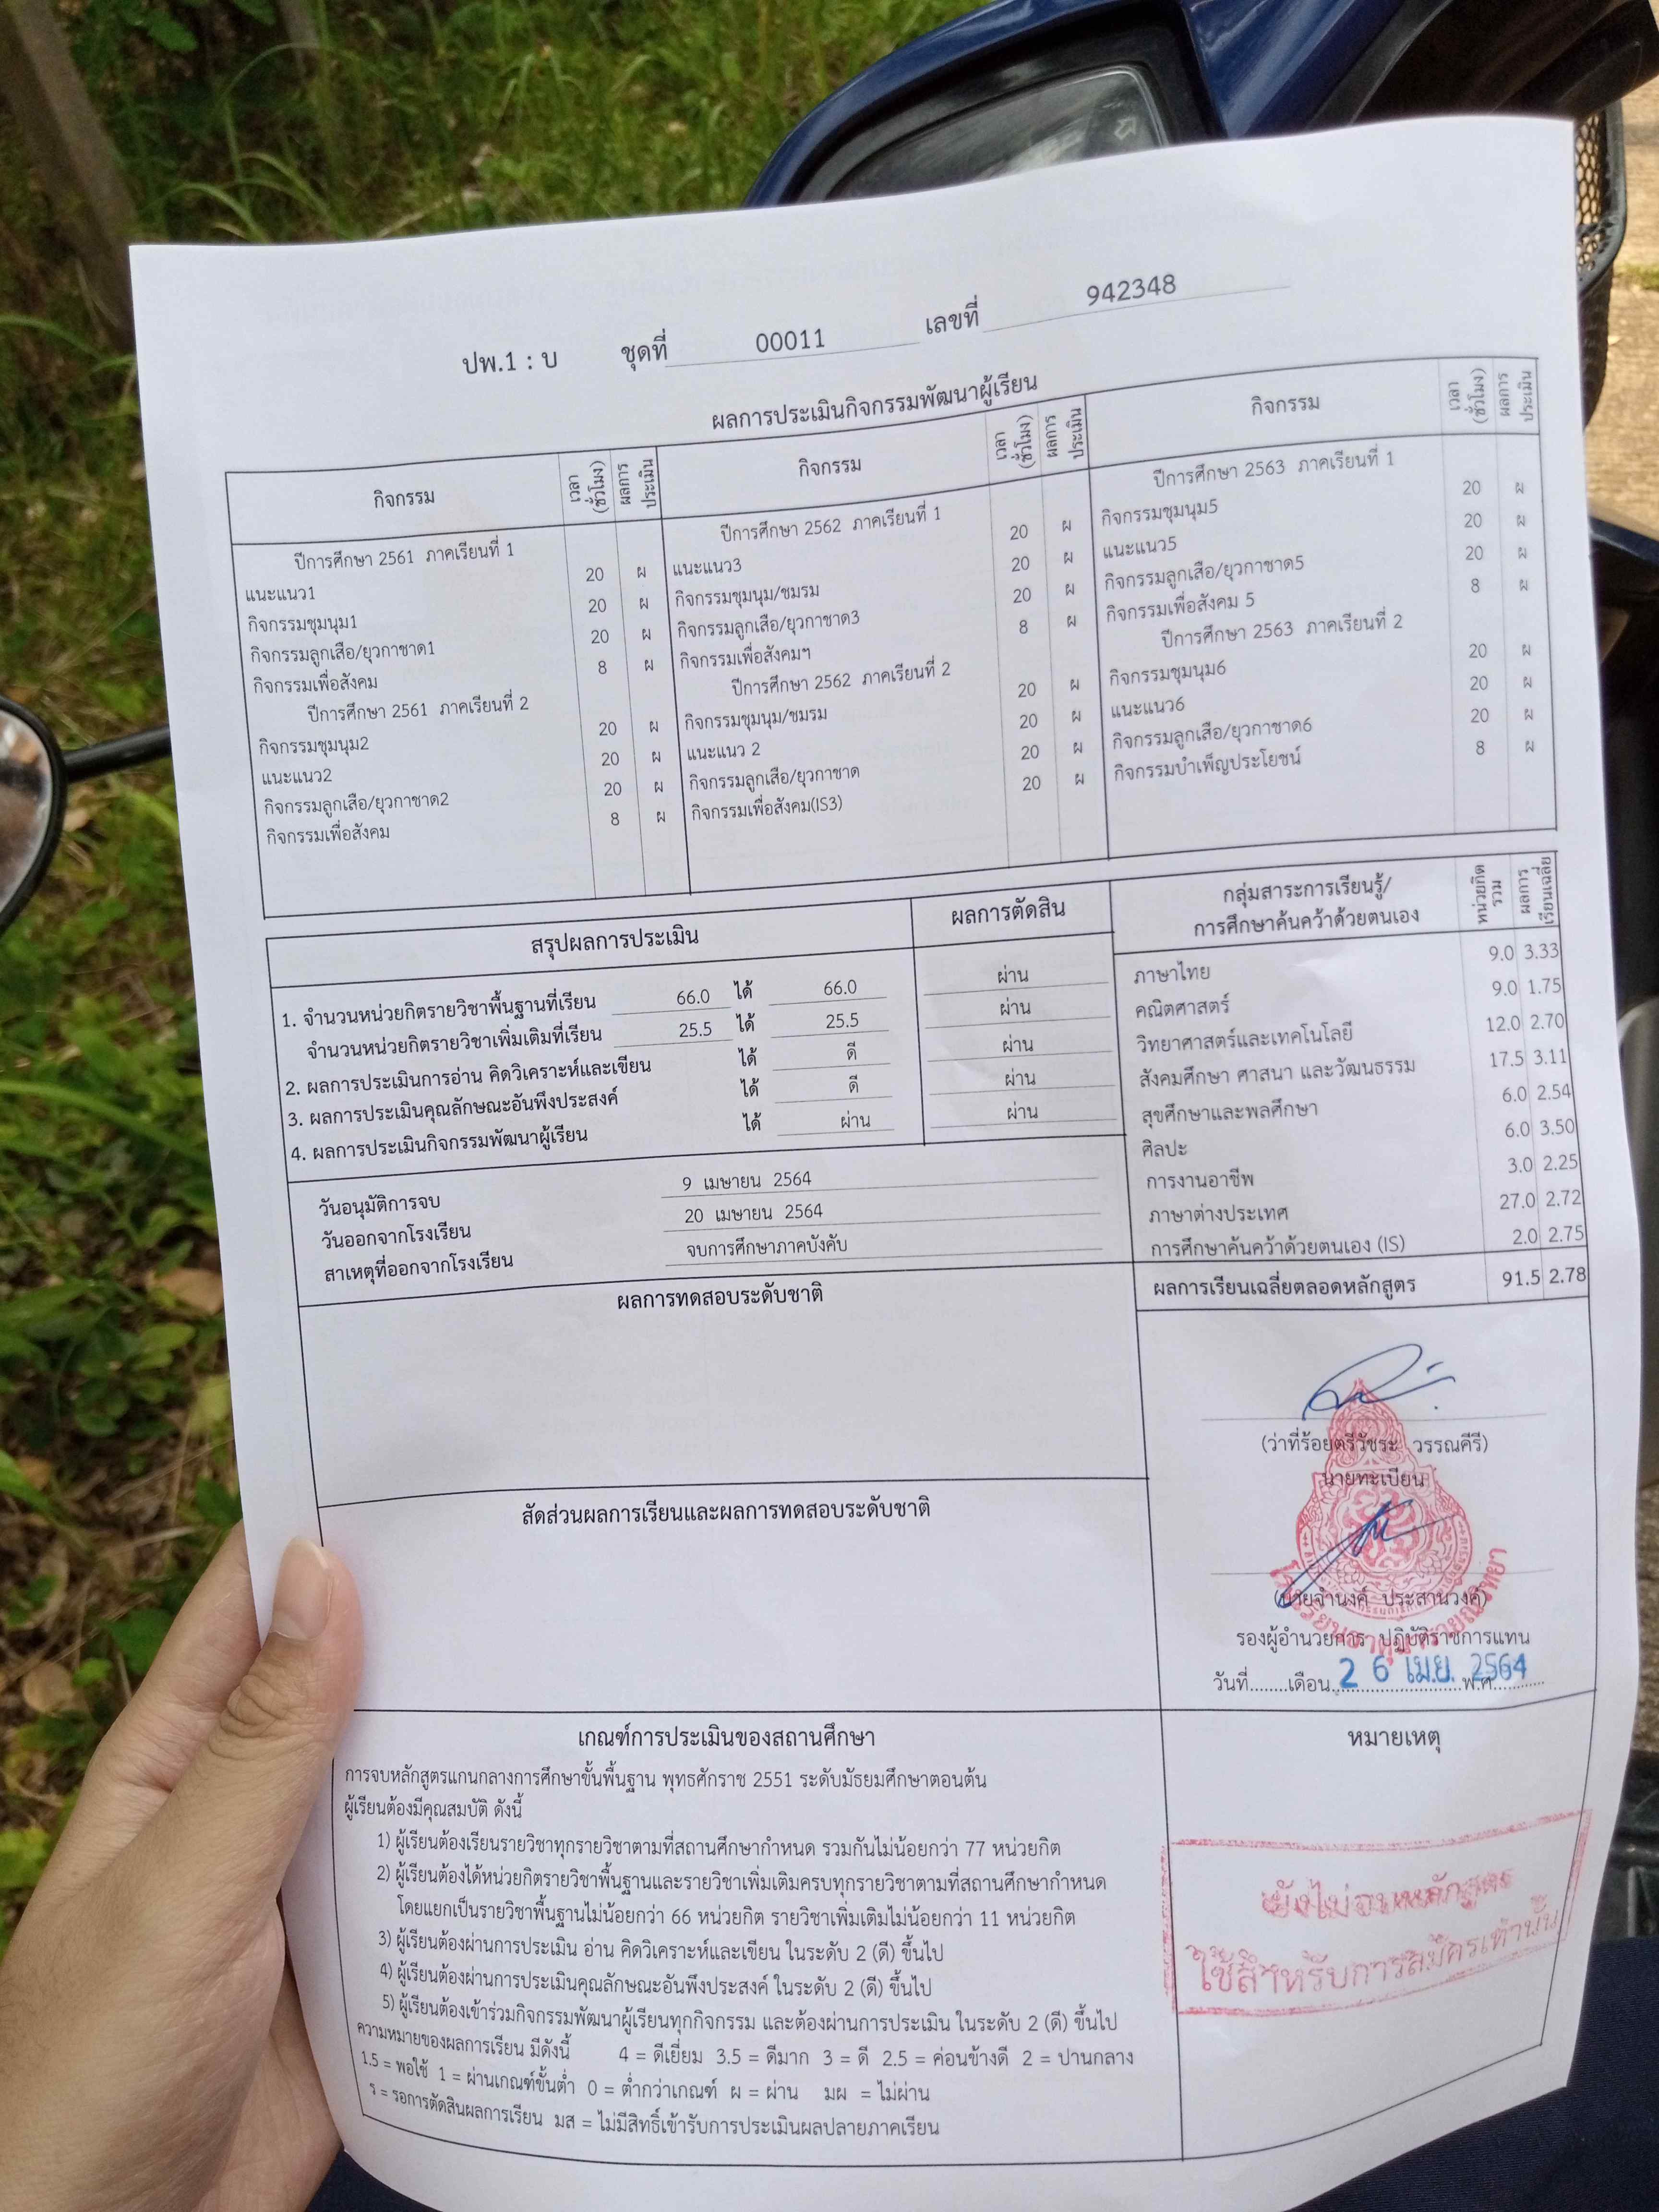 ปพ.1 : บ ชุดที่ 00011 เลขที่ 942348
ผลการประเมินกิจกรรมพัฒนาผู้เรียน
กิจกรรม เวลา (ชั่วโมง) ผลการประเมิน
ปีการศึกษา 2561 ภาคเรียนที่ 1
แนะแนว1 20 ผ
กิจกรรมชุมนุม1 20 ผ
กิจกรรมลูกเสือ/ยุวกาชาด1 20 ผ
กิจกรรมเพื่อสังคม 8 ผ
ปีการศึกษา 2561 ภาคเรียนที่ 2
กิจกรรมชุมนุม2 20 ผ
แนะแนว2 20 ผ
กิจกรรมลูกเสือ/ยุวกาชาด2 20 ผ
กิจกรรมเพื่อสังคม 8 ผ
กิจกรรม เวลา (ชั่วโมง) ผลการประเมิน
ปีการศึกษา 2562 ภาคเรียนที่ 1
แนะแนว3 20 ผ
กิจกรรมชุมนุม/ชมรม 20 ผ
กิจกรรมลูกเสือ/ยุวกาชาด3 20 ผ
กิจกรรมเพื่อสังคมฯ 8 ผ
ปีการศึกษา 2562 ภาคเรียนที่ 2
กิจกรรมชุมนุม/ชมรม 20 ผ
แนะแนว 2 20 ผ
กิจกรรมลูกเสือ/ยุวกาชาด 20 ผ
กิจกรรมเพื่อสังคม(IS3) 20 ผ
กิจกรรม เวลา (ชั่วโมง) ผลการประเมิน
ปีการศึกษา 2563 ภาคเรียนที่ 1
กิจกรรมชุมนุม5 20 ผ
แนะแนว5 20 ผ
กิจกรรมลูกเสือ/ยุวกาชาด5 20 ผ
กิจกรรมเพื่อสังคม 5 8 ผ
ปีการศึกษา 2563 ภาคเรียนที่ 2
กิจกรรมชุมนุม6 20 ผ
แนะแนว6 20 ผ
กิจกรรมลูกเสือ/ยุวกาชาด6 20 ผ
กิจกรรมบำเพ็ญประโยชน์ 8 ผ
สรุปผลการประเมิน ผลการตัดสิน
1. จำนวนหน่วยกิตรายวิชาพื้นฐานที่เรียน 66.0 ได้ 66.0 ผ่าน
จำนวนหน่วยกิตรายวิชาเพิ่มเติมที่เรียน 25.5 ได้ 25.5 ผ่าน
2. ผลการประเมินการอ่าน คิดวิเคราะห์และเขียน ได้ ดี ผ่าน
3. ผลการประเมินคุณลักษณะอันพึงประสงค์ ได้ ดี ผ่าน
4. ผลการประเมินกิจกรรมพัฒนาผู้เรียน ได้ ผ่าน ผ่าน
วันอนุมัติการจบ 9 เมษายน 2564
วันออกจากโรงเรียน 20 เมษายน 2564
สาเหตุที่ออกจากโรงเรียน จบการศึกษาภาคบังคับ
กลุ่มสาระการเรียนรู้/
การศึกษาค้นคว้าด้วยตนเอง หน่วยกิตรวม ผลการเรียนเฉลี่ย
ภาษาไทย 9.0 3.33
คณิตศาสตร์ 9.0 1.75
วิทยาศาสตร์และเทคโนโลยี 12.0 2.70
สังคมศึกษา ศาสนา และวัฒนธรรม 17.5 3.11
สุขศึกษาและพลศึกษา 6.0 2.54
ศิลปะ 6.0 3.50
การงานอาชีพ 3.0 2.25
ภาษาต่างประเทศ 27.0 2.72
การศึกษาค้นคว้าด้วยตนเอง (IS) 2.0 2.75
ผลการเรียนเฉลี่ยตลอดหลักสูตร 91.5 2.78
ผลการทดสอบระดับชาติ
สัดส่วนผลการเรียนและผลการทดสอบระดับชาติ
(ว่าที่ร้อยตรีวัชระ วรรณคีรี)
นายทะเบียน
(นายจำนงค์ ประสานวงค์)
รองผู้อำนวยการ ปฏิบัติราชการแทน
วันที่........เดือน 26 เม.ย. 2564 พ.ศ.
เกณฑ์การประเมินของสถานศึกษา
การจบหลักสูตรแกนกลางการศึกษาขั้นพื้นฐาน พุทธศักราช 2551 ระดับมัธยมศึกษาตอนต้น
ผู้เรียนต้องมีคุณสมบัติ ดังนี้
1) ผู้เรียนต้องเรียนรายวิชาทุกรายวิชาตามที่สถานศึกษากำหนด รวมกันไม่น้อยกว่า 77 หน่วยกิต
2) ผู้เรียนต้องได้หน่วยกิตรายวิชาพื้นฐานและรายวิชาเพิ่มเติมครบทุกรายวิชาตามที่สถานศึกษากำหนด
โดยแยกเป็นรายวิชาพื้นฐานไม่น้อยกว่า 66 หน่วยกิต รายวิชาเพิ่มเติมไม่น้อยกว่า 11 หน่วยกิต
3) ผู้เรียนต้องผ่านการประเมิน อ่าน คิดวิเคราะห์และเขียน ในระดับ 2 (ดี) ขึ้นไป
4) ผู้เรียนต้องผ่านการประเมินคุณลักษณะอันพึงประสงค์ ในระดับ 2 (ดี) ขึ้นไป
5) ผู้เรียนต้องเข้าร่วมกิจกรรมพัฒนาผู้เรียนทุกกิจกรรม และต้องผ่านการประเมิน ในระดับ 2 (ดี) ขึ้นไป
ความหมายของผลการเรียน มีดังนี้ 4 = ดีเยี่ยม 3.5 = ดีมาก 3 = ดี 2.5 = ค่อนข้างดี 2 = ปานกลาง
1.5 = พอใช้ 1 = ผ่านเกณฑ์ขั้นต่ำ 0 = ต่ำกว่าเกณฑ์ ผ = ผ่าน มผ = ไม่ผ่าน
ร = รอการตัดสินผลการเรียน มส = ไม่มีสิทธิ์เข้ารับการประเมินผลปลายภาคเรียน
หมายเหตุ
ยังไม่จบหลักสูตร
ใช้สำหรับการสมัครเท่านั้น